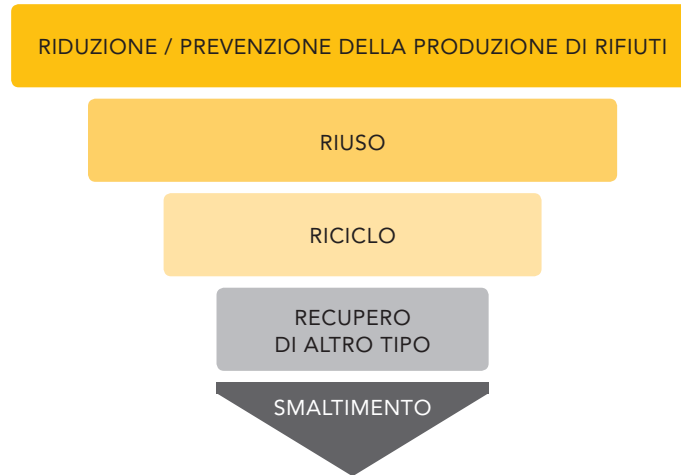 RIDUZIONE / PREVENZIONE DELLA PRODUZIONE DI RIFIUTI
RIUSO
RICICLO
RECUPERO
DI ALTRO TIPO
SMALTIMENTO